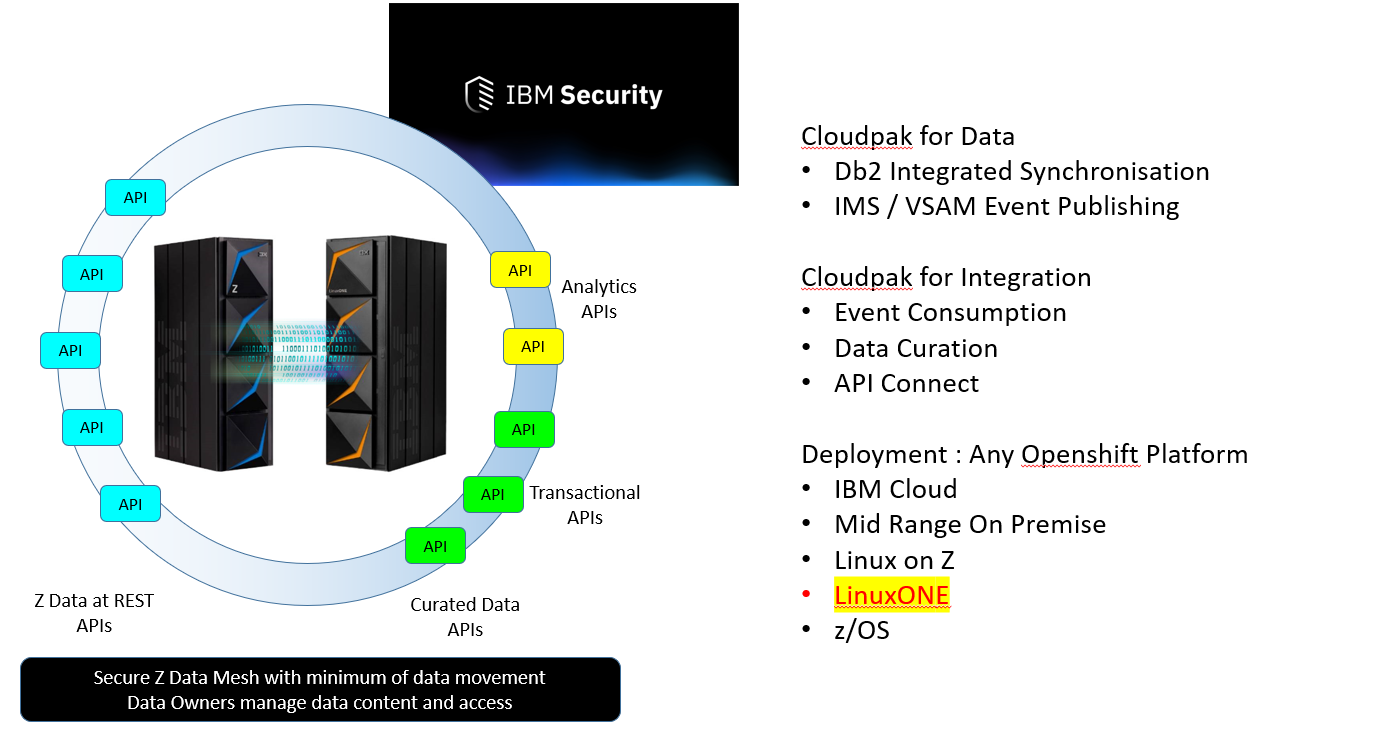 IBM Security
API
API
API
API
API
API
API
API
API
API
Z
Analytics
APIs
Transactional
APIs
Z Data at REST
APIs
Curated Data
APIs
Secure Z Data Mesh with minimum of data movement
Data Owners manage data content and access
Cloudpak for Data
• Db2 Integrated Synchronisation
• IMS / VSAM Event Publishing
Cloudpak for Integration
• Event Consumption
• Data Curation
• API Connect
Deployment : Any Openshift Platform
• IBM Cloud
• Mid Range On Premise
• Linux on Z
• LinuxONE
• z/OS